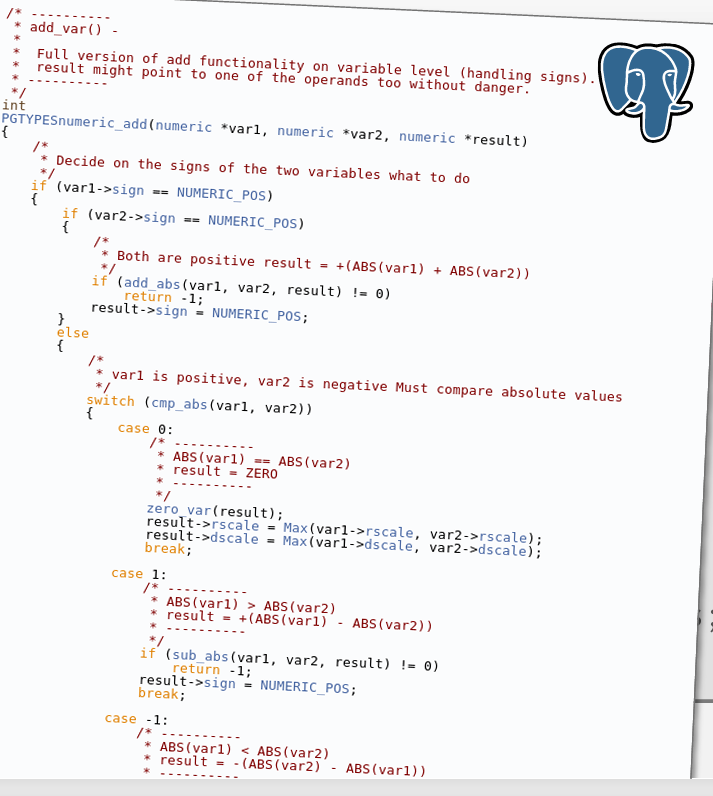 /* ----------
 * add_var() -
 *
 *  Full version of add functionality on variable level (handling signs).
 *  result might point to one of the operands too without danger.
 * ----------
 */
int
PGTYPESnumeric_add(numeric *var1, numeric *var2, numeric *result)
{
    /*
     * Decide on the signs of the two variables what to do
     */
    if (var1->sign == NUMERIC_POS)
    {
        if (var2->sign == NUMERIC_POS)
        {
            /*
             * Both are positive result = +(ABS(var1) + ABS(var2))
             */
            if (add_abs(var1, var2, result) != 0)
                return -1;
            result->sign = NUMERIC_POS;
        }
        else
        {
            /*
             * var1 is positive, var2 is negative Must compare absolute values
             */
            switch (cmp_abs(var1, var2))
            {
                case 0:
                    /* ----------
                     * ABS(var1) == ABS(var2)
                     * result = ZERO
                     * ----------
                     */
                    zero_var(result);
                    result->rscale = Max(var1->rscale, var2->rscale);
                    result->dscale = Max(var1->dscale, var2->dscale);
                    break;

                case 1:
                    /* ----------
                     * ABS(var1) > ABS(var2)
                     * result = +(ABS(var1) - ABS(var2))
                     * ----------
                     */
                    if (sub_abs(var1, var2, result) != 0)
                        return -1;
                    result->sign = NUMERIC_POS;
                    break;

                case -1:
                    /* ----------
                     * ABS(var1) < ABS(var2)
                     * result = -(ABS(var2) - ABS(var1))
                     * ----------